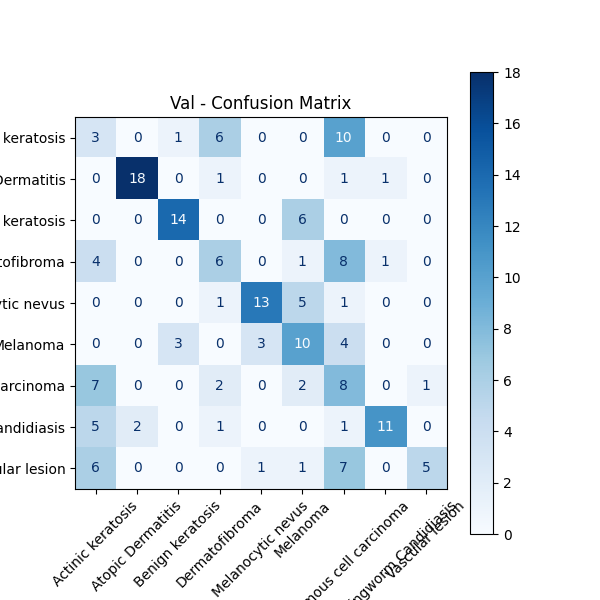 Val - Confusion Matrix
keratosis 3 0 1 6 0 0 10 0 0
Dermatitis 0 18 0 1 0 0 1 1 0
keratosis 0 0 14 0 0 6 0 0 0
tofibroma 4 0 0 6 0 1 8 1 0
ytic nevus 0 0 0 1 13 5 1 0 0
Melanoma 0 0 3 0 3 10 4 0 0
arcinoma 7 0 0 2 0 2 8 0 1
andidiasis 5 2 0 1 0 0 1 11 0
ular lesion 6 0 0 0 1 1 7 0 5
Actinic keratosis
Atopic Dermatitis
Benign keratosis
Dermatofibroma
Melanocytic nevus
Melanoma
mous cell carcinoma
ngworm Candidiasis
Vascular lesion
18
16
14
12
10
8
6
4
2
0